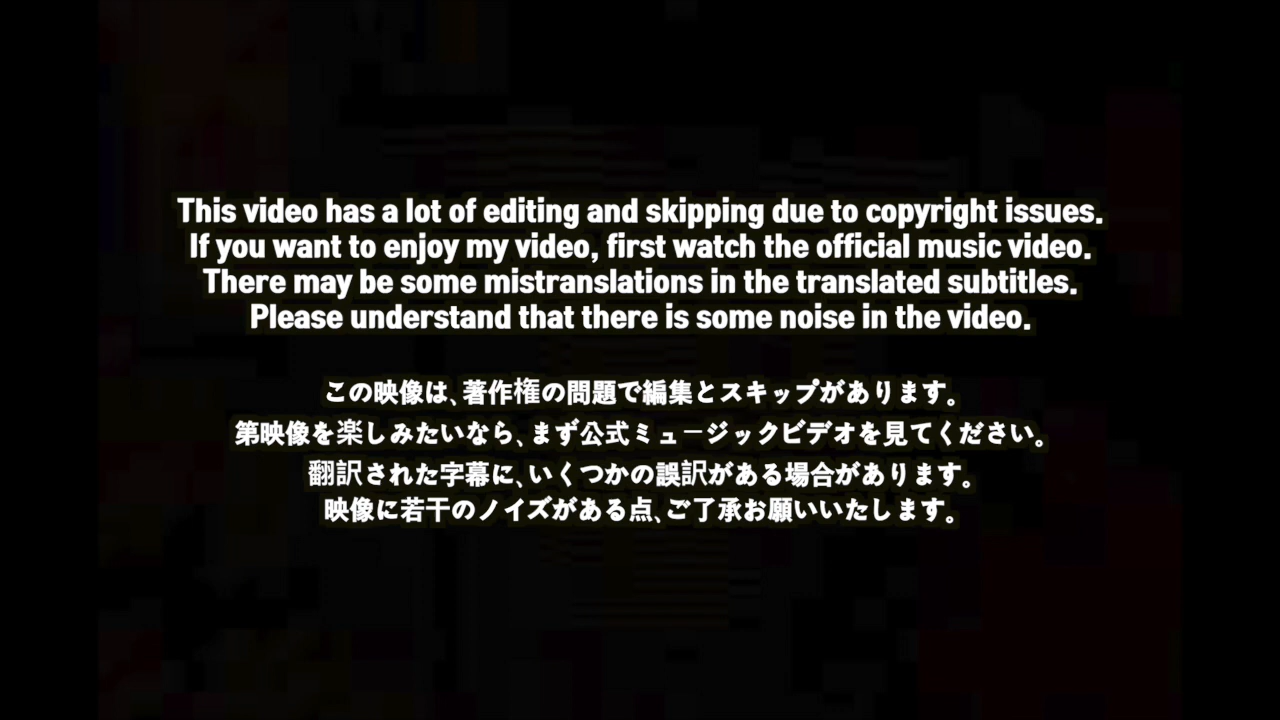 This video has a lot of editing and skipping due to copyright issues.
If you want to enjoy my video, first watch the official music video.
There may be some mistranslations in the translated subtitles.
Please understand that there is some noise in the video.
この映像は、著作権の問題で編集とスキップがあります。
第映像を楽しみたいなら、まず公式ミュージックビデオを見てください。
翻訳された字幕に、いくつかの誤訳がある場合があります。
映像に若干のノイズがある点、ご了承お願いいたします。